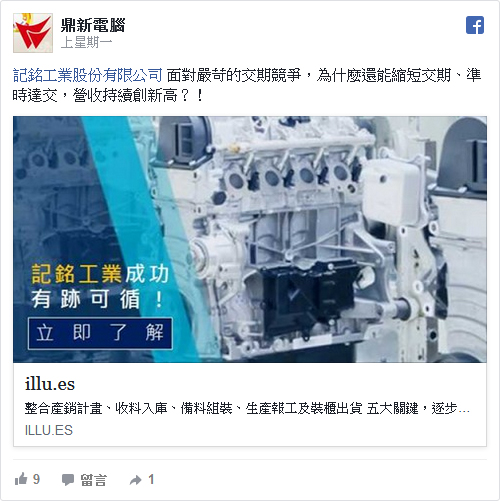 鼎新電腦
上星期一
記銘工業股份有限公司 面對嚴苛的交期競爭，為什麼還能縮短交期、準
時達交，營收持續創新高？！
記銘工業成功
有跡可循！
立即了解
illu.es
整合產銷計畫、收料入庫、備料組裝、生產報工及裝櫃出貨 五大關鍵，逐步...
ILLU.ES
9 留言 1